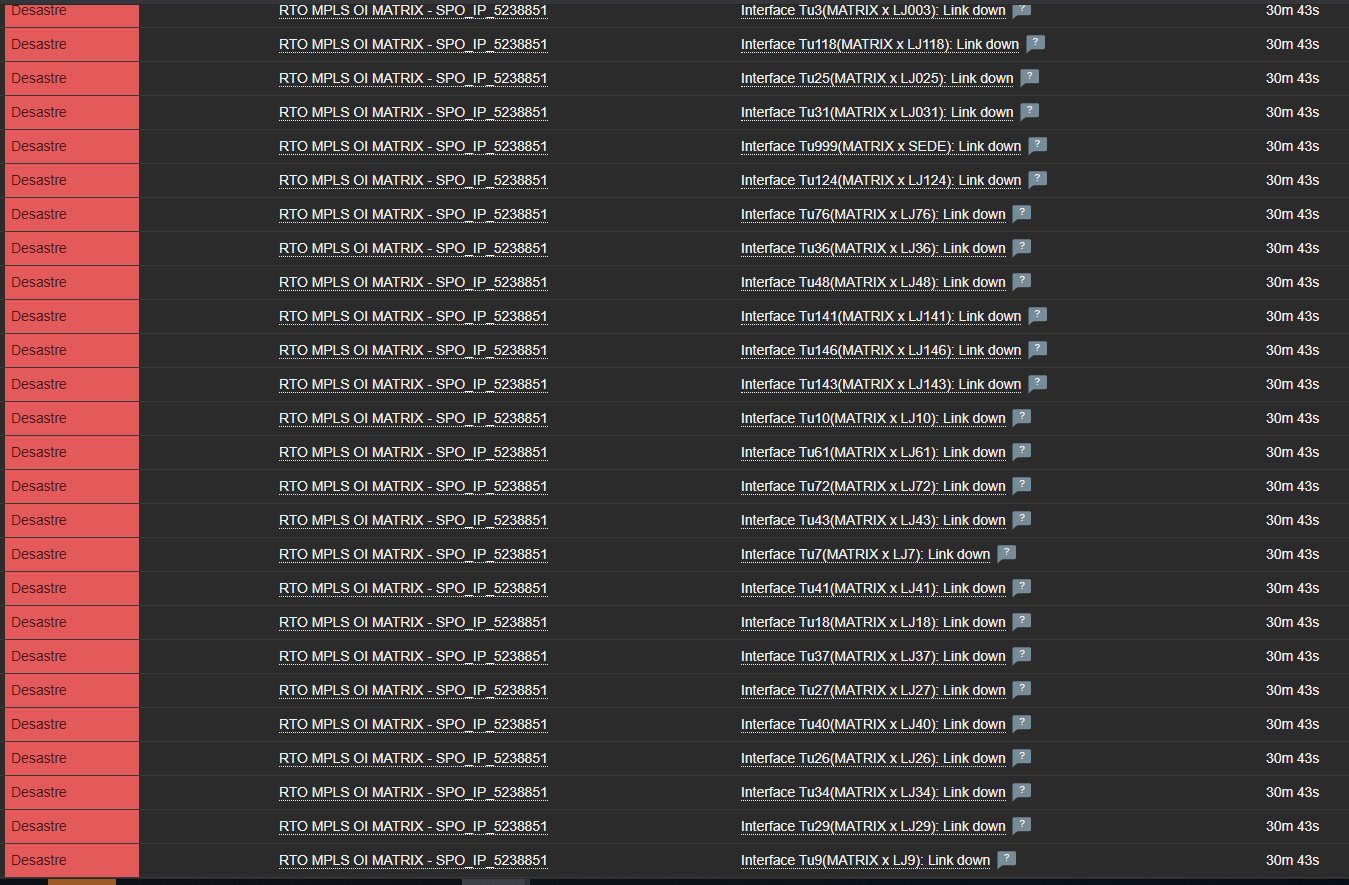 Desastre RTO MPLS OI MATRIX - SPO_IP_5238851 Interface Tu3(MATRIX x LJ003): Link down ? 30m 43s
Desastre RTO MPLS OI MATRIX - SPO_IP_5238851 Interface Tu118(MATRIX x LJ118): Link down ? 30m 43s
Desastre RTO MPLS OI MATRIX - SPO_IP_5238851 Interface Tu25(MATRIX x LJ025): Link down ? 30m 43s
Desastre RTO MPLS OI MATRIX - SPO_IP_5238851 Interface Tu31(MATRIX x LJ031): Link down ? 30m 43s
Desastre RTO MPLS OI MATRIX - SPO_IP_5238851 Interface Tu999(MATRIX x SEDE): Link down ? 30m 43s
Desastre RTO MPLS OI MATRIX - SPO_IP_5238851 Interface Tu124(MATRIX x LJ124): Link down ? 30m 43s
Desastre RTO MPLS OI MATRIX - SPO_IP_5238851 Interface Tu76(MATRIX x LJ76): Link down ? 30m 43s
Desastre RTO MPLS OI MATRIX - SPO_IP_5238851 Interface Tu36(MATRIX x LJ36): Link down ? 30m 43s
Desastre RTO MPLS OI MATRIX - SPO_IP_5238851 Interface Tu48(MATRIX x LJ48): Link down ? 30m 43s
Desastre RTO MPLS OI MATRIX - SPO_IP_5238851 Interface Tu141(MATRIX x LJ141): Link down ? 30m 43s
Desastre RTO MPLS OI MATRIX - SPO_IP_5238851 Interface Tu146(MATRIX x LJ146): Link down ? 30m 43s
Desastre RTO MPLS OI MATRIX - SPO_IP_5238851 Interface Tu143(MATRIX x LJ143): Link down ? 30m 43s
Desastre RTO MPLS OI MATRIX - SPO_IP_5238851 Interface Tu10(MATRIX x LJ10): Link down ? 30m 43s
Desastre RTO MPLS OI MATRIX - SPO_IP_5238851 Interface Tu61(MATRIX x LJ61): Link down ? 30m 43s
Desastre RTO MPLS OI MATRIX - SPO_IP_5238851 Interface Tu72(MATRIX x LJ72): Link down ? 30m 43s
Desastre RTO MPLS OI MATRIX - SPO_IP_5238851 Interface Tu43(MATRIX x LJ43): Link down ? 30m 43s
Desastre RTO MPLS OI MATRIX - SPO_IP_5238851 Interface Tu7(MATRIX x LJ7): Link down ? 30m 43s
Desastre RTO MPLS OI MATRIX - SPO_IP_5238851 Interface Tu41(MATRIX x LJ41): Link down ? 30m 43s
Desastre RTO MPLS OI MATRIX - SPO_IP_5238851 Interface Tu18(MATRIX x LJ18): Link down ? 30m 43s
Desastre RTO MPLS OI MATRIX - SPO_IP_5238851 Interface Tu37(MATRIX x LJ37): Link down ? 30m 43s
Desastre RTO MPLS OI MATRIX - SPO_IP_5238851 Interface Tu27(MATRIX x LJ27): Link down ? 30m 43s
Desastre RTO MPLS OI MATRIX - SPO_IP_5238851 Interface Tu40(MATRIX x LJ40): Link down ? 30m 43s
Desastre RTO MPLS OI MATRIX - SPO_IP_5238851 Interface Tu26(MATRIX x LJ26): Link down ? 30m 43s
Desastre RTO MPLS OI MATRIX - SPO_IP_5238851 Interface Tu34(MATRIX x LJ34): Link down ? 30m 43s
Desastre RTO MPLS OI MATRIX - SPO_IP_5238851 Interface Tu29(MATRIX x LJ29): Link down ? 30m 43s
Desastre RTO MPLS OI MATRIX - SPO_IP_5238851 Interface Tu9(MATRIX x LJ9): Link down ? 30m 43s